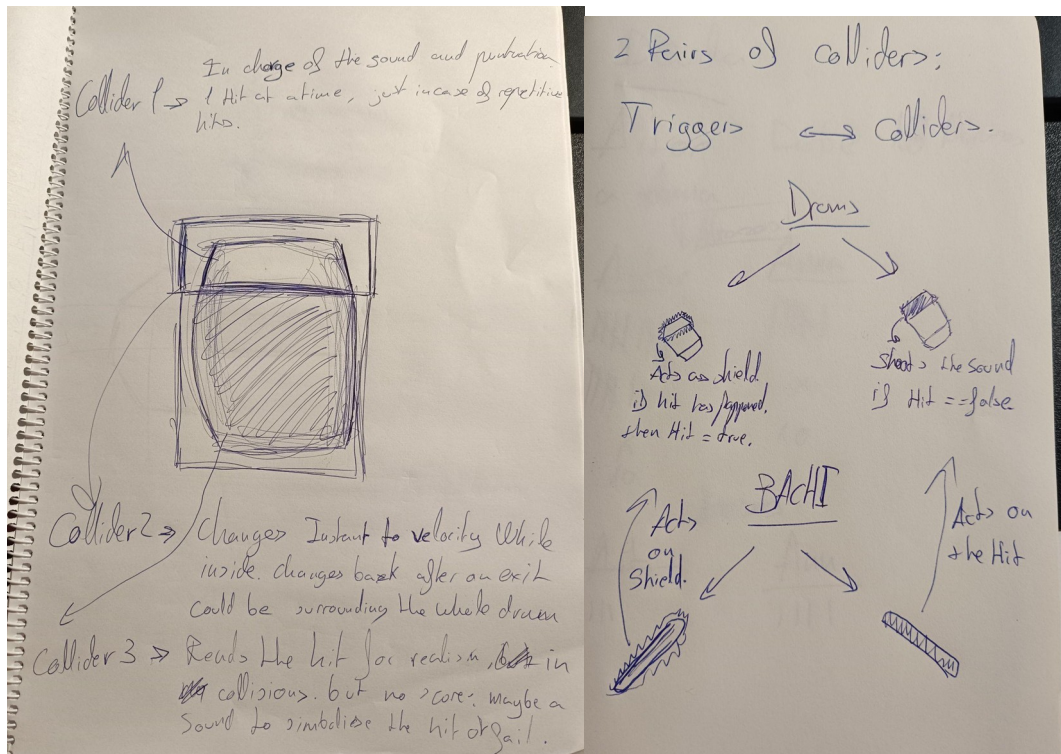 In charge of the sound and puntuation
Collider 1 → 1 Hit at a time, just incase of repetitive
hits.
Collider 2 → Changes Instant to velocity While
inside. changes back after an exit
could be surrounding the whole drum
Collider 3 → Reads the hit for realism, in
collisions. but no score: maybe a
sound to simbolise the hit or fail.
2 Pairs of Colliders:
Triggers ↔ Colliders.
Drums
Acts as shield
if hit has happened.
then Hit = true.
Shoots the sound
if Hit == false
BACHI
Acts
on
Shield.
Acts on
the Hit